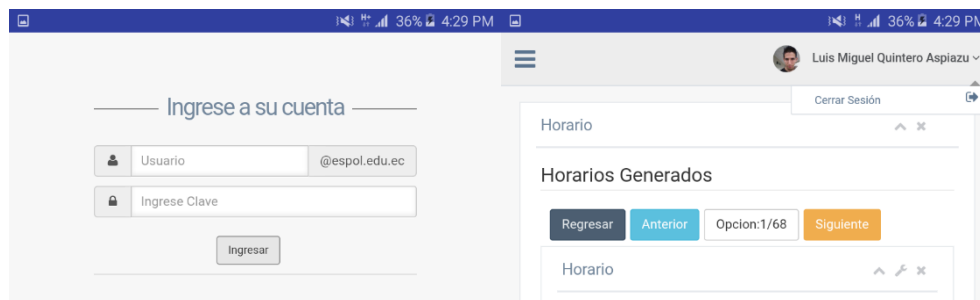 36% 4:29 PM
Ingrese a su cuenta
Usuario
@espol.edu.ec
Ingrese Clave
Ingresar
36% 4:29 PM
Luis Miguel Quintero Aspiazu
Cerrar Sesión
Horario
Horarios Generados
Regresar Anterior Opcion:1/68 Siguiente
Horario